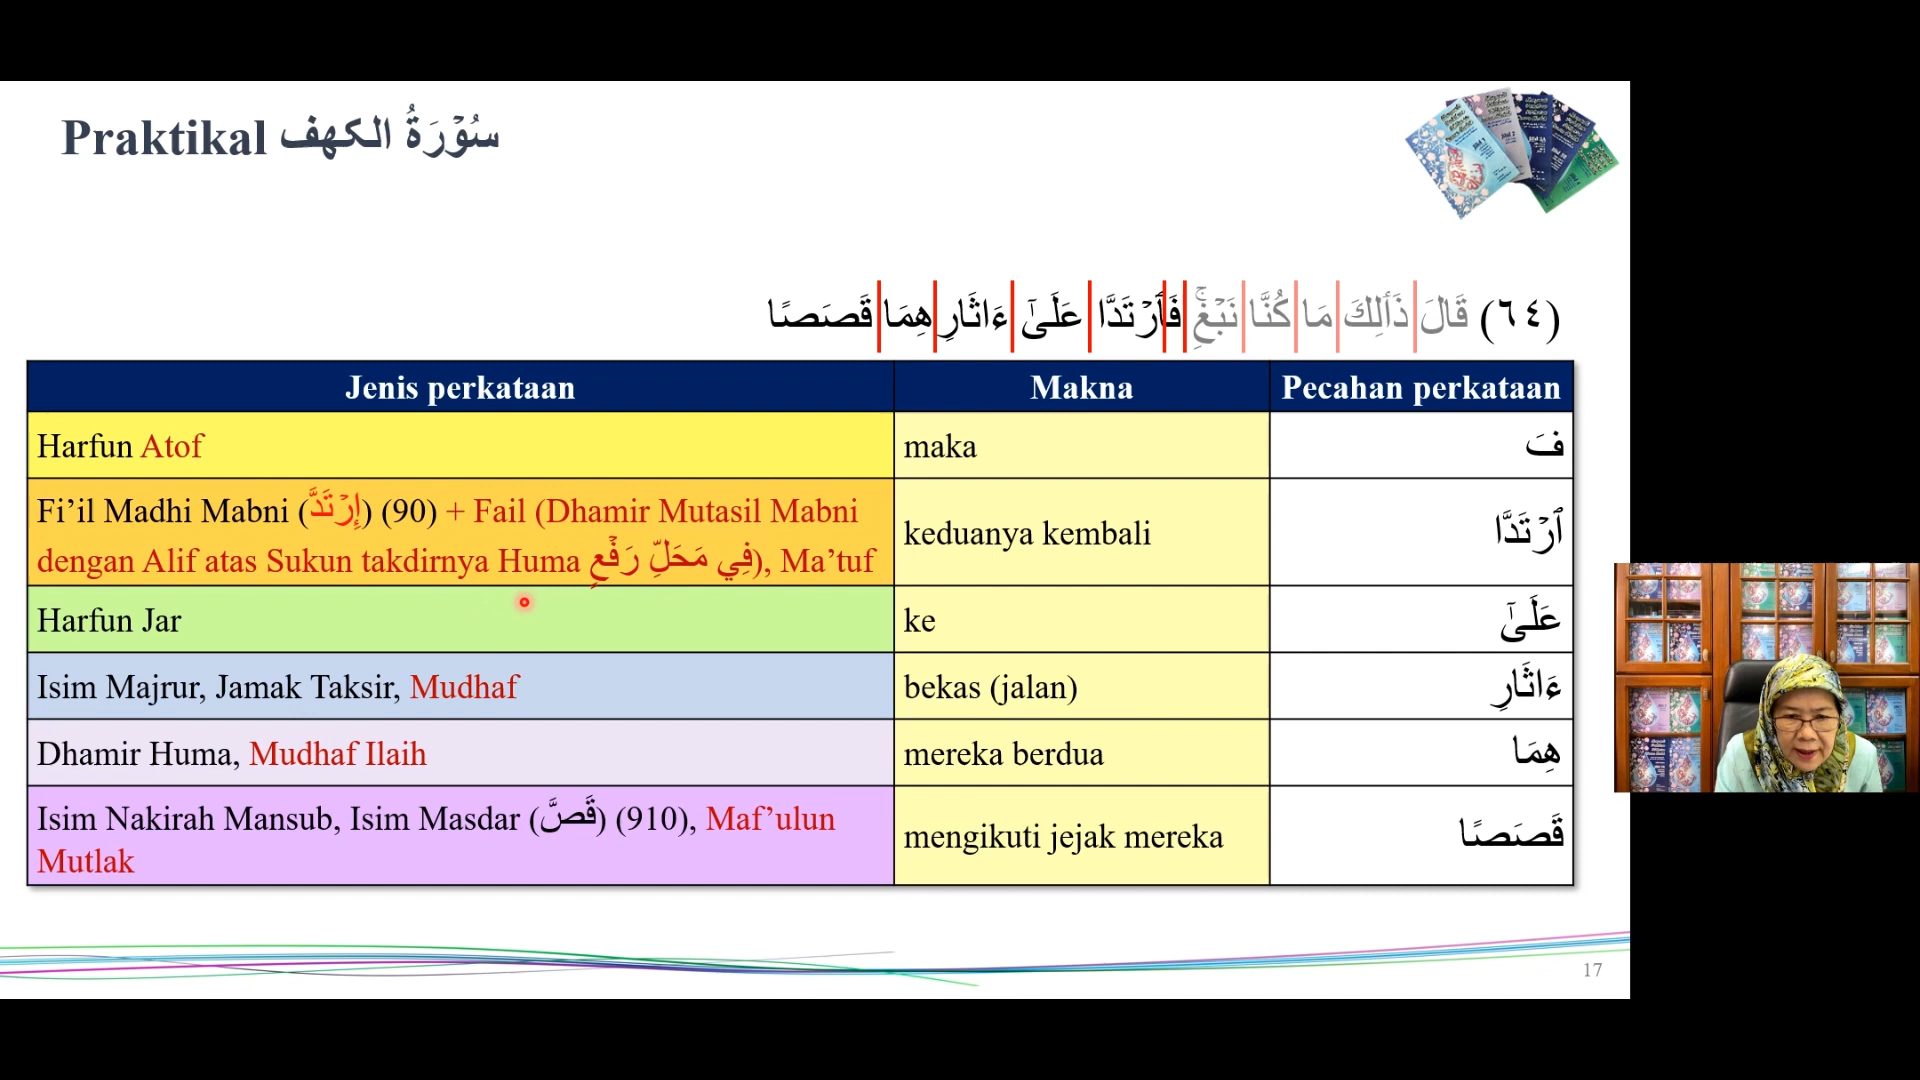 Praktikal سُوۡرَةُ الكهف
(٦٤) قَالَ ذَٲلِكَ مَا كُنَّا نَبۡغِۚ فَٱرۡتَدَّا عَلَىٰٓ ءَاثَارِهِمَا قَصَصًا
Jenis perkataan Makna Pecahan perkataan
Harfun Atof maka فَ
Fi’il Madhi Mabni (إِرۡتَدَّ) (90) + Fail (Dhamir Mutasil Mabni
dengan Alif atas Sukun takdirnya Huma فِي مَحَلِّ رَفۡعٍ), Ma’tuf keduanya kembali ٱرۡتَدَّا
Harfun Jar ke عَلَىٰٓ
Isim Majrur, Jamak Taksir, Mudhaf bekas (jalan) ءَاثَارِ
Dhamir Huma, Mudhaf Ilaih mereka berdua هِمَا
Isim Nakirah Mansub, Isim Masdar (قَصَّ) (910), Maf’ulun
Mutlak mengikuti jejak mereka قَصَصًا
17